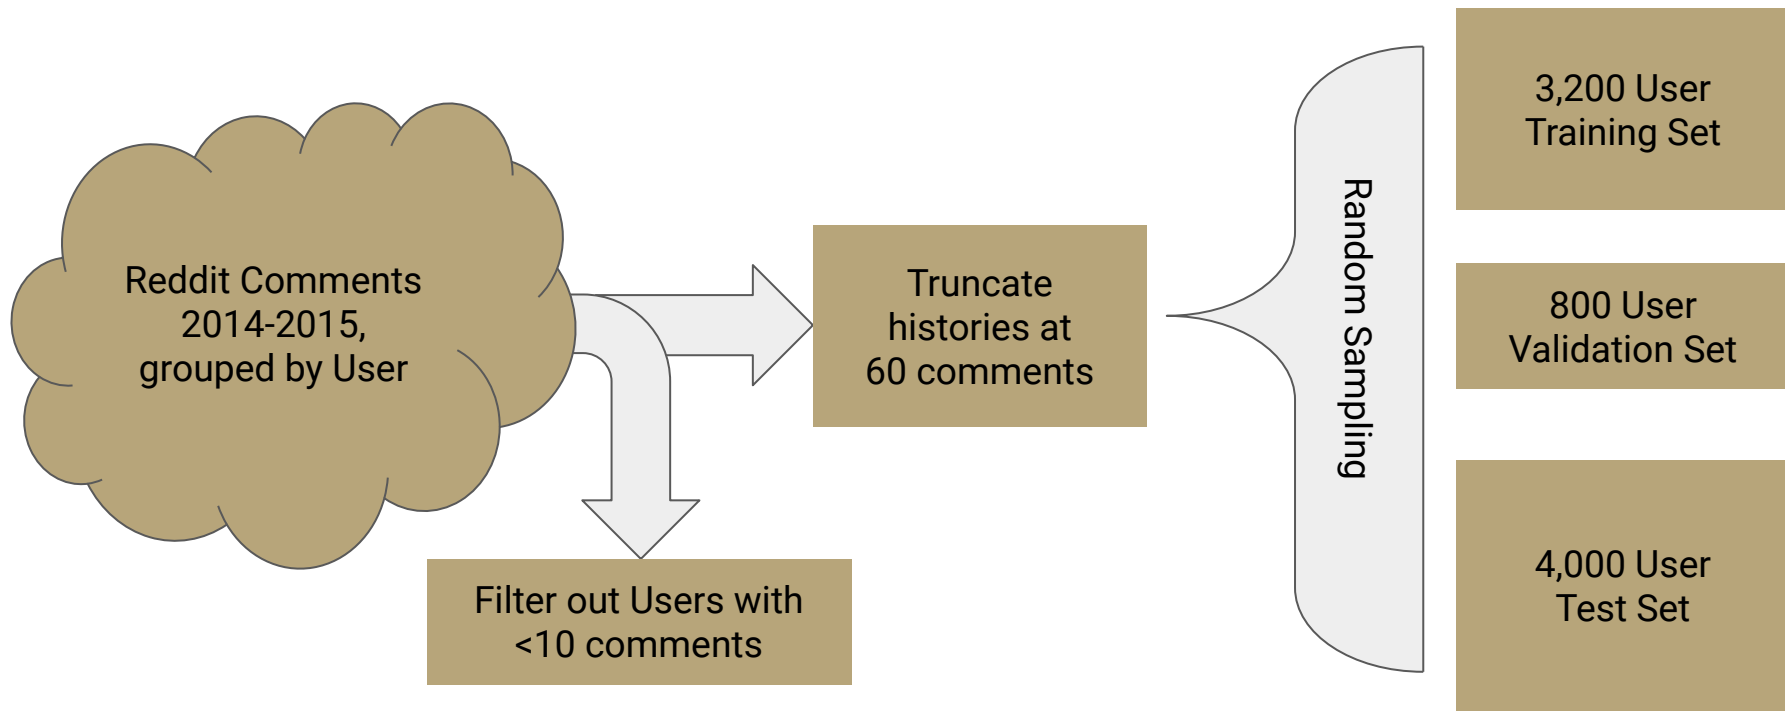 Reddit Comments
2014-2015,
grouped by User
Filter out Users with
<10 comments
Truncate
histories at
60 comments
Random Sampling
3,200 User
Training Set
800 User
Validation Set
4,000 User
Test Set